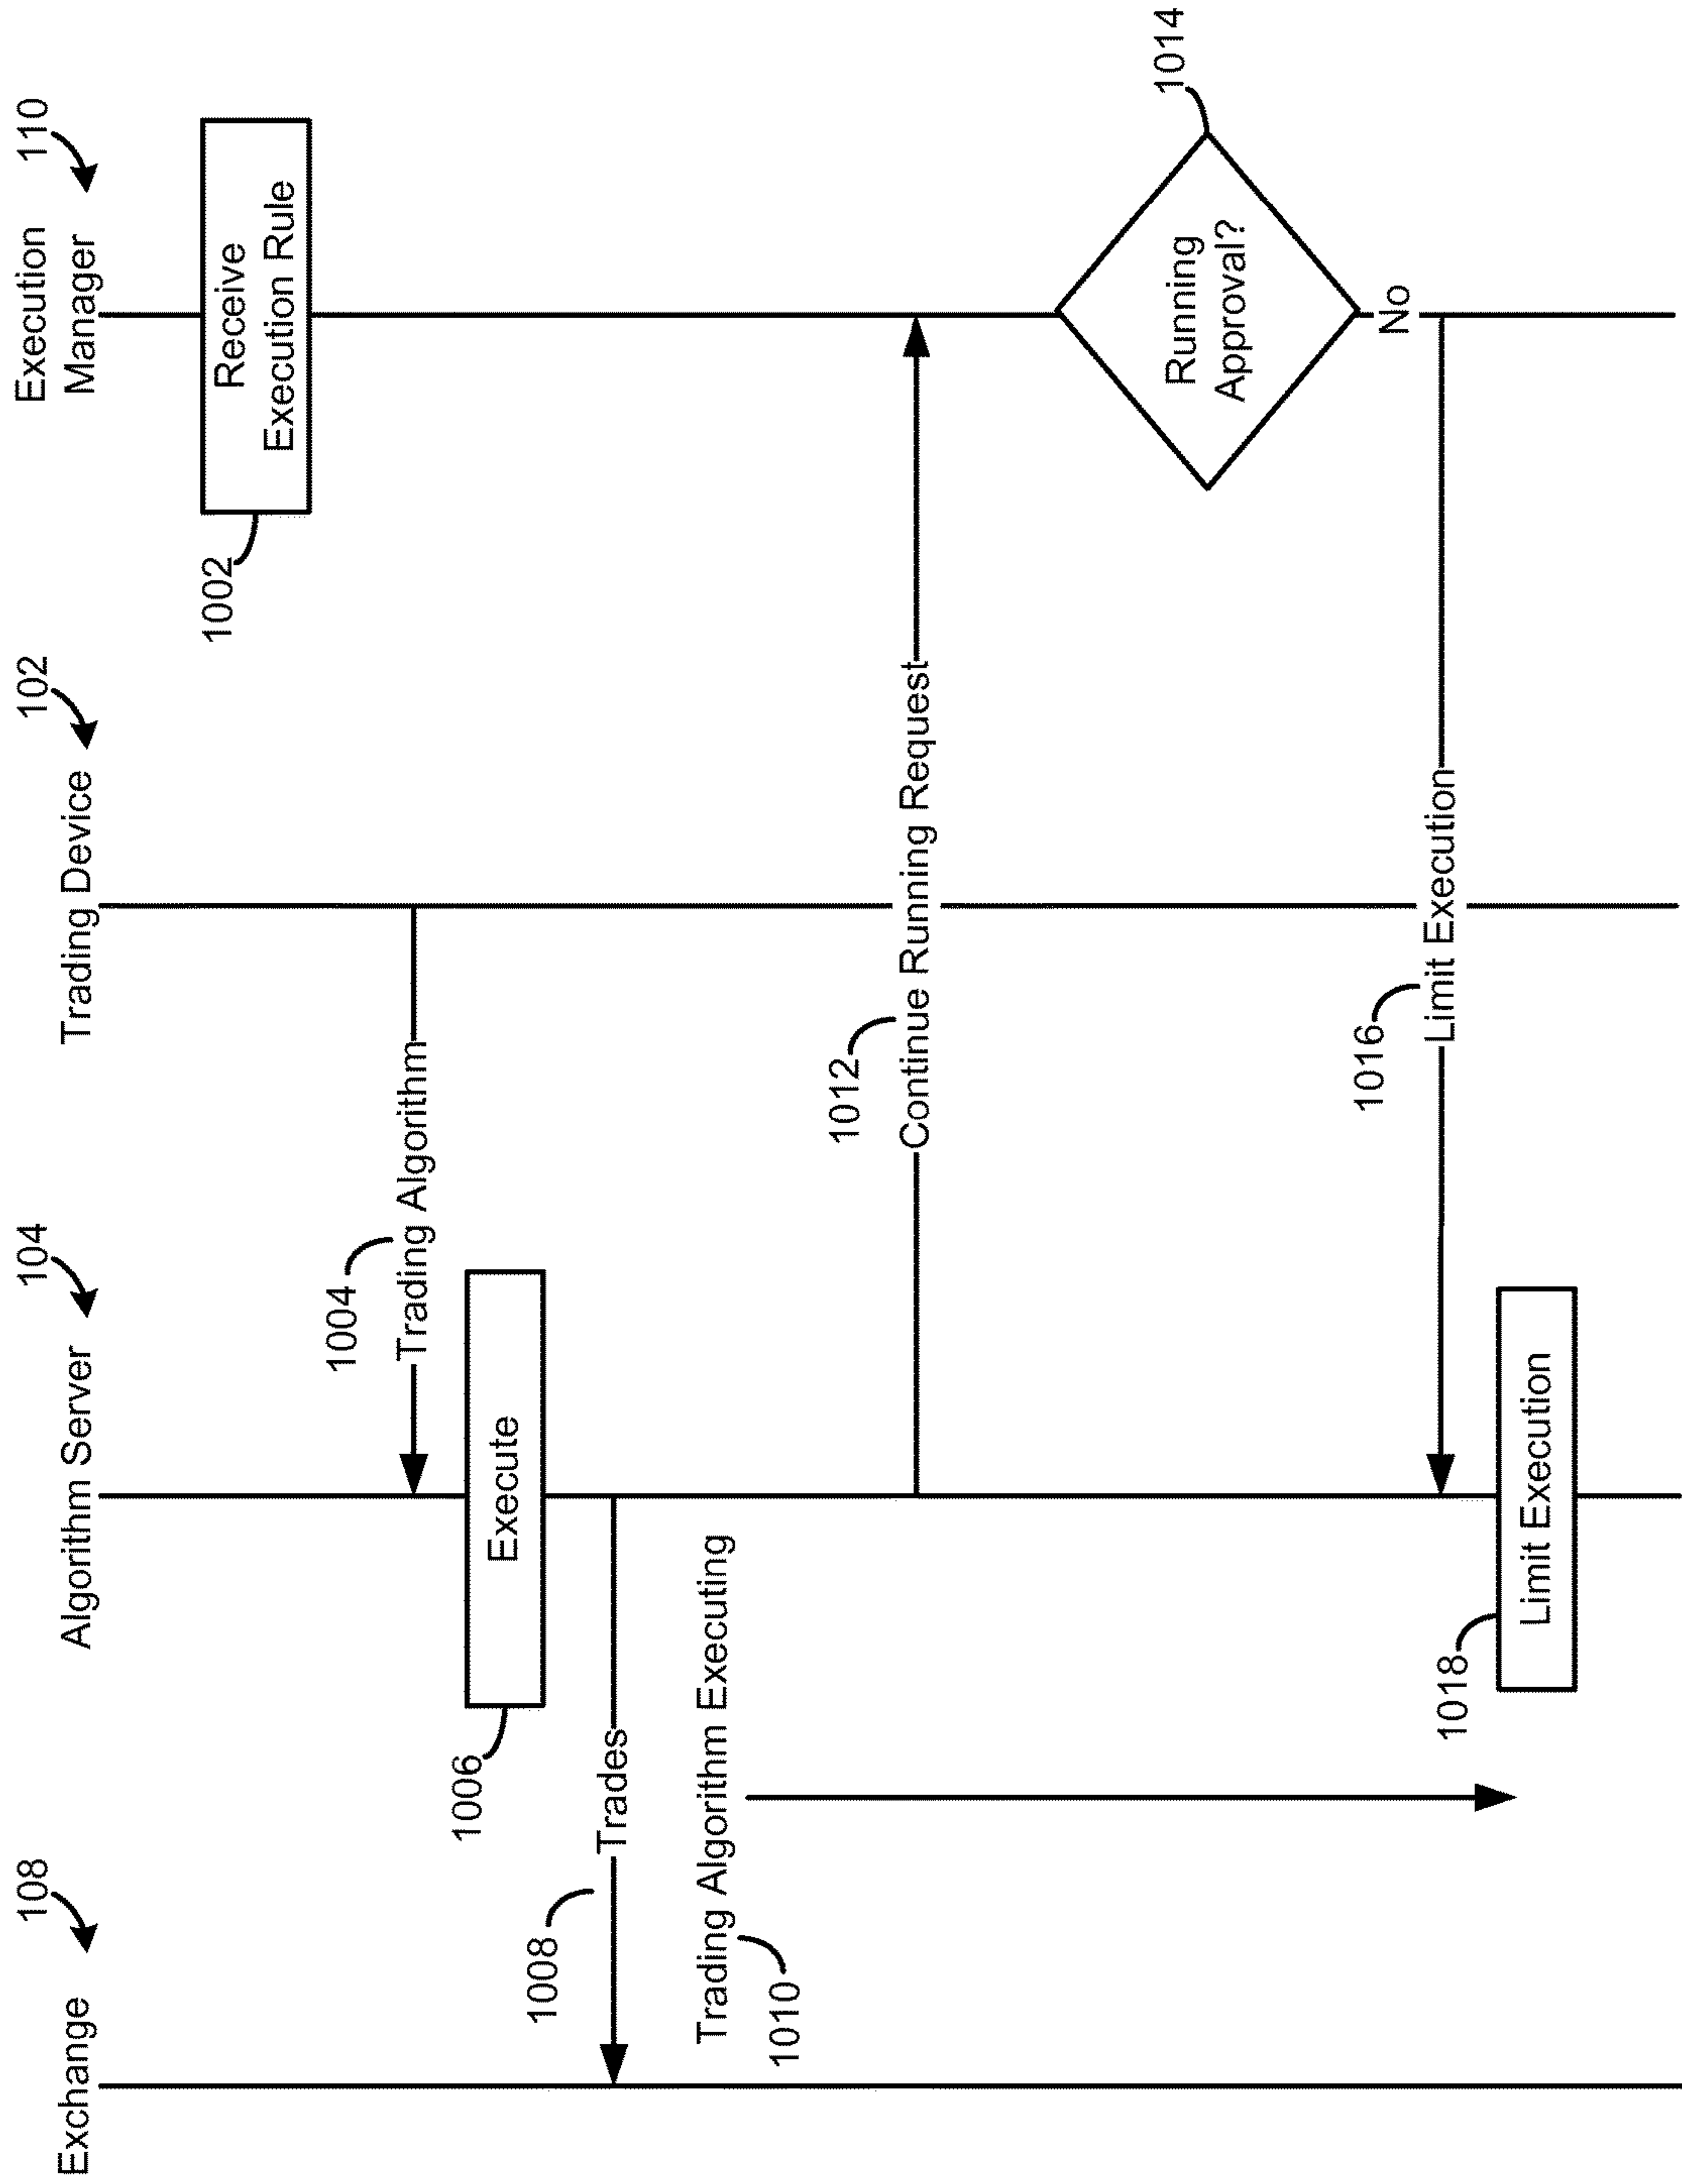 Exchange
108
Algorithm Server
104
Trading Device
102
Execution
Manager
110
1002
Receive
Execution Rule
1004
Trading Algorithm
1006
Execute
1008
Trades
Trading Algorithm Executing
1010
1012
Continue Running Request
1014
Running
Approval?
No
1016
Limit Execution
1018
Limit Execution